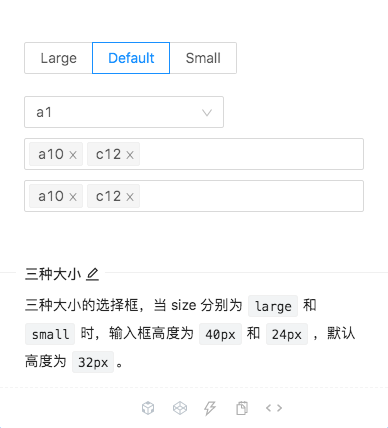 Large Default Small
a1
a10 × c12 ×
a10 × c12 ×
三种大小
三种大小的选择框，当 size 分别为 large 和
small 时，输入框高度为 40px 和 24px ，默认
高度为 32px 。